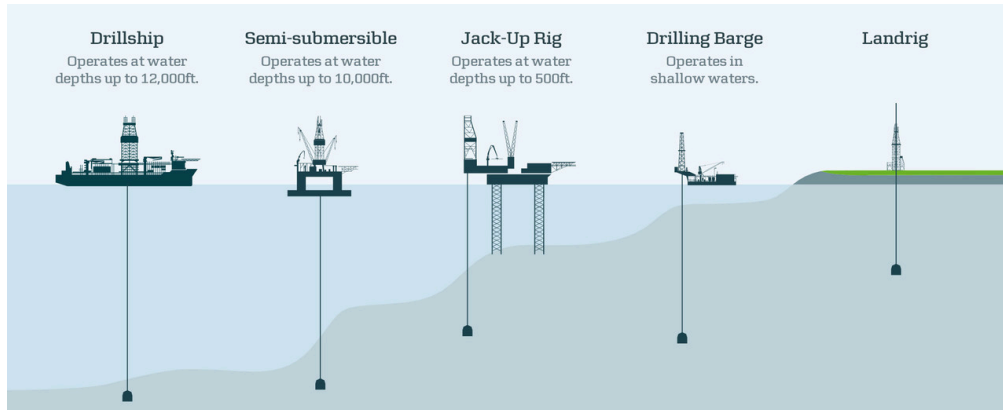 Drillship
Operates at water
depths up to 12,000ft.
Semi-submersible
Operates at water
depths up to 10,000ft.
Jack-Up Rig
Operates at water
depths up to 500ft.
Drilling Barge
Operates in
shallow waters.
Landrig